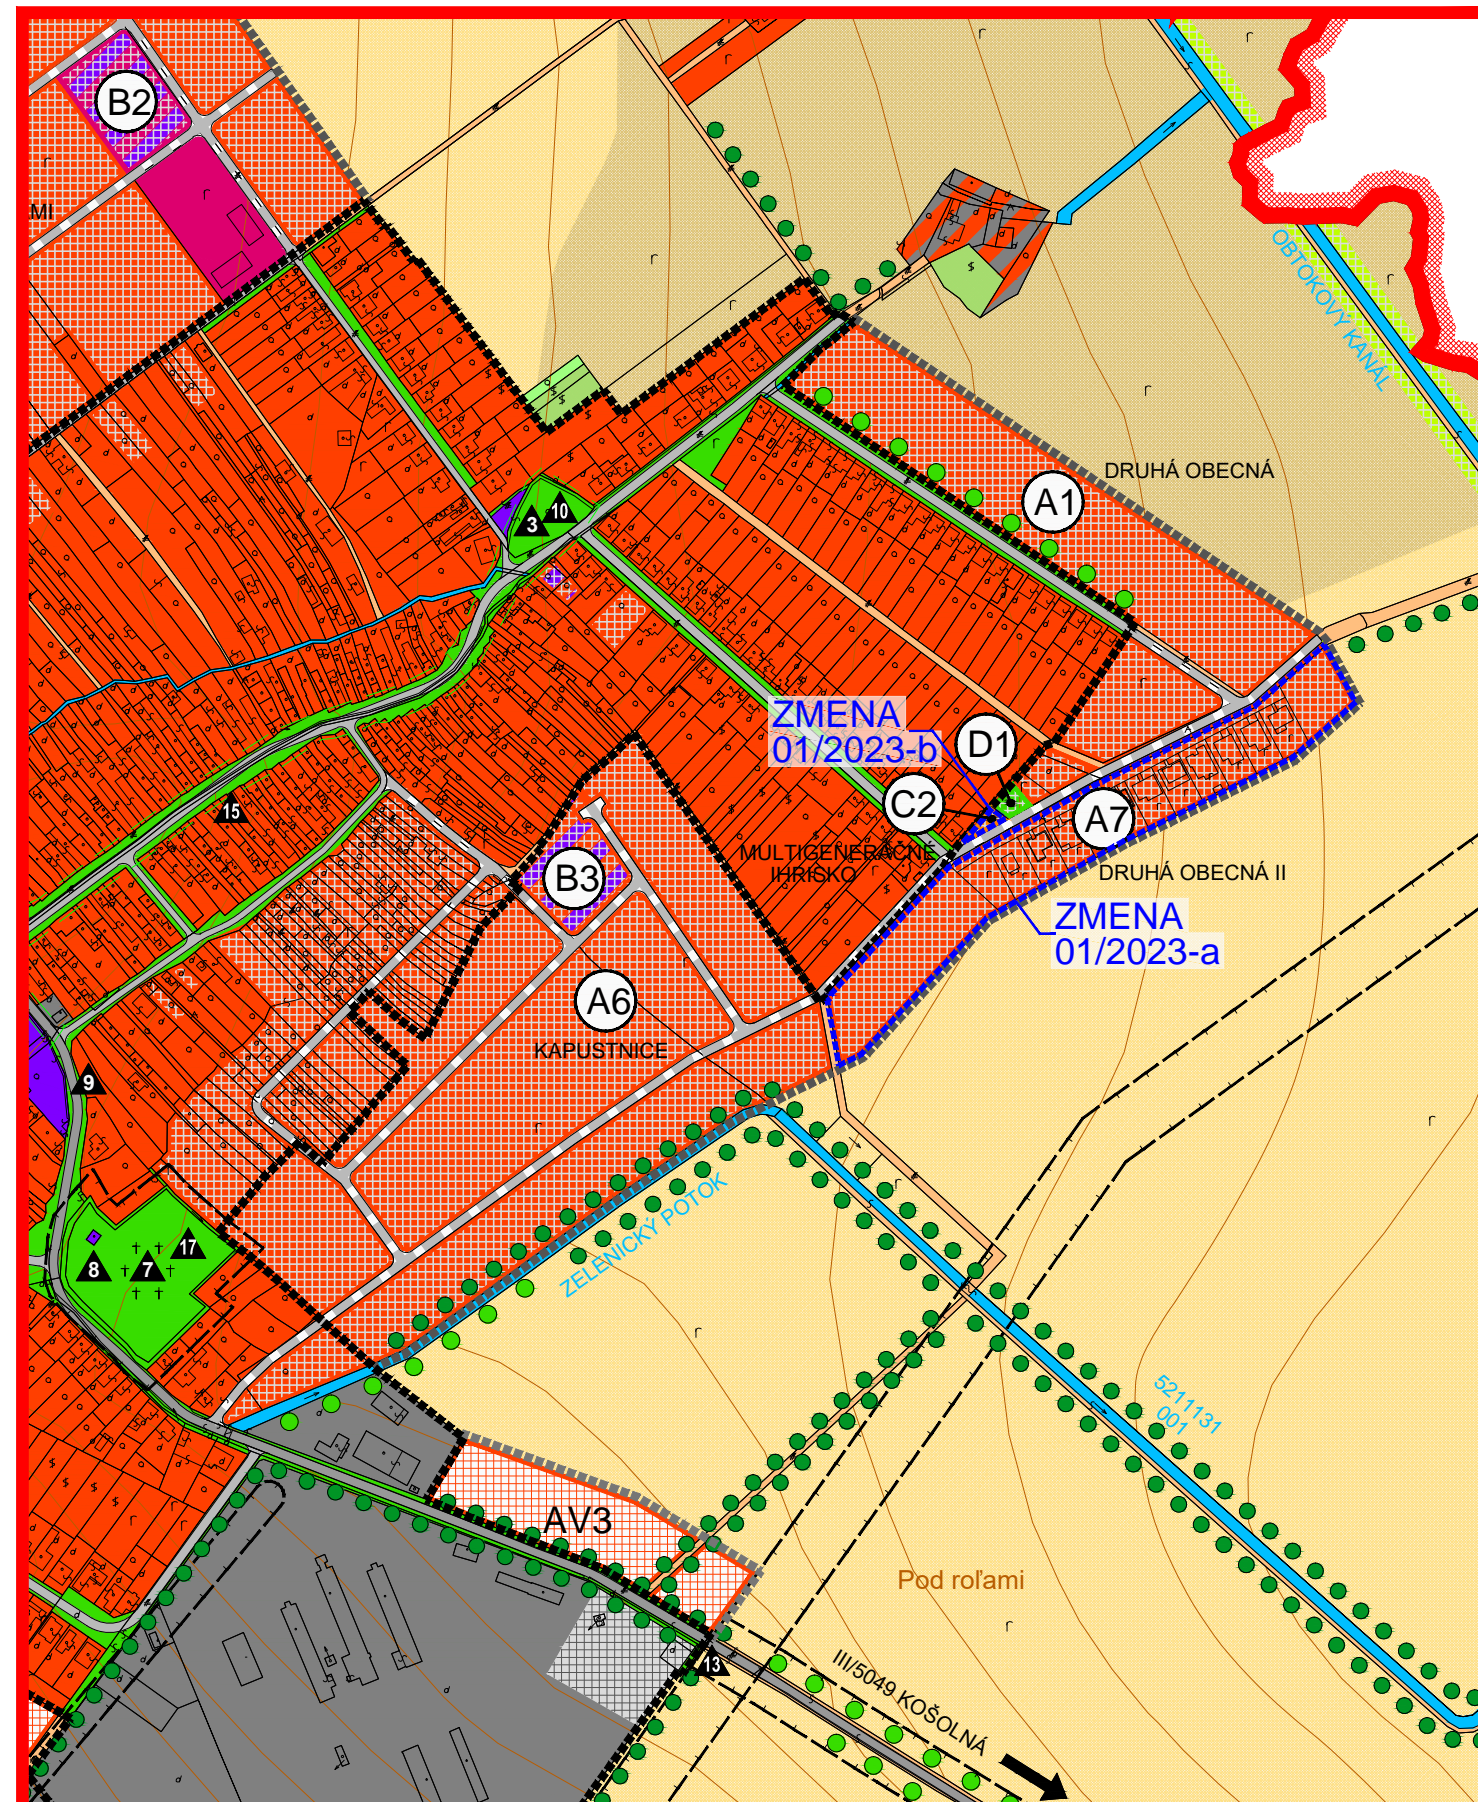 B2
MI
OBTOKOVÝ KANÁL
DRUHÁ OBECNÁ
A1
3
10
ZMENA
01/2023-b
D1
C2
A7
15
MULTIGENERAČNÉ
IHRISKO
DRUHÁ OBECNÁ II
B3
ZMENA
01/2023-a
A6
KAPUSTNICE
9
ZELENICKÝ POTOK
17
8
7
5211131
001
AV3
Pod roľami
13
III/5049 KOŠOLNÁ